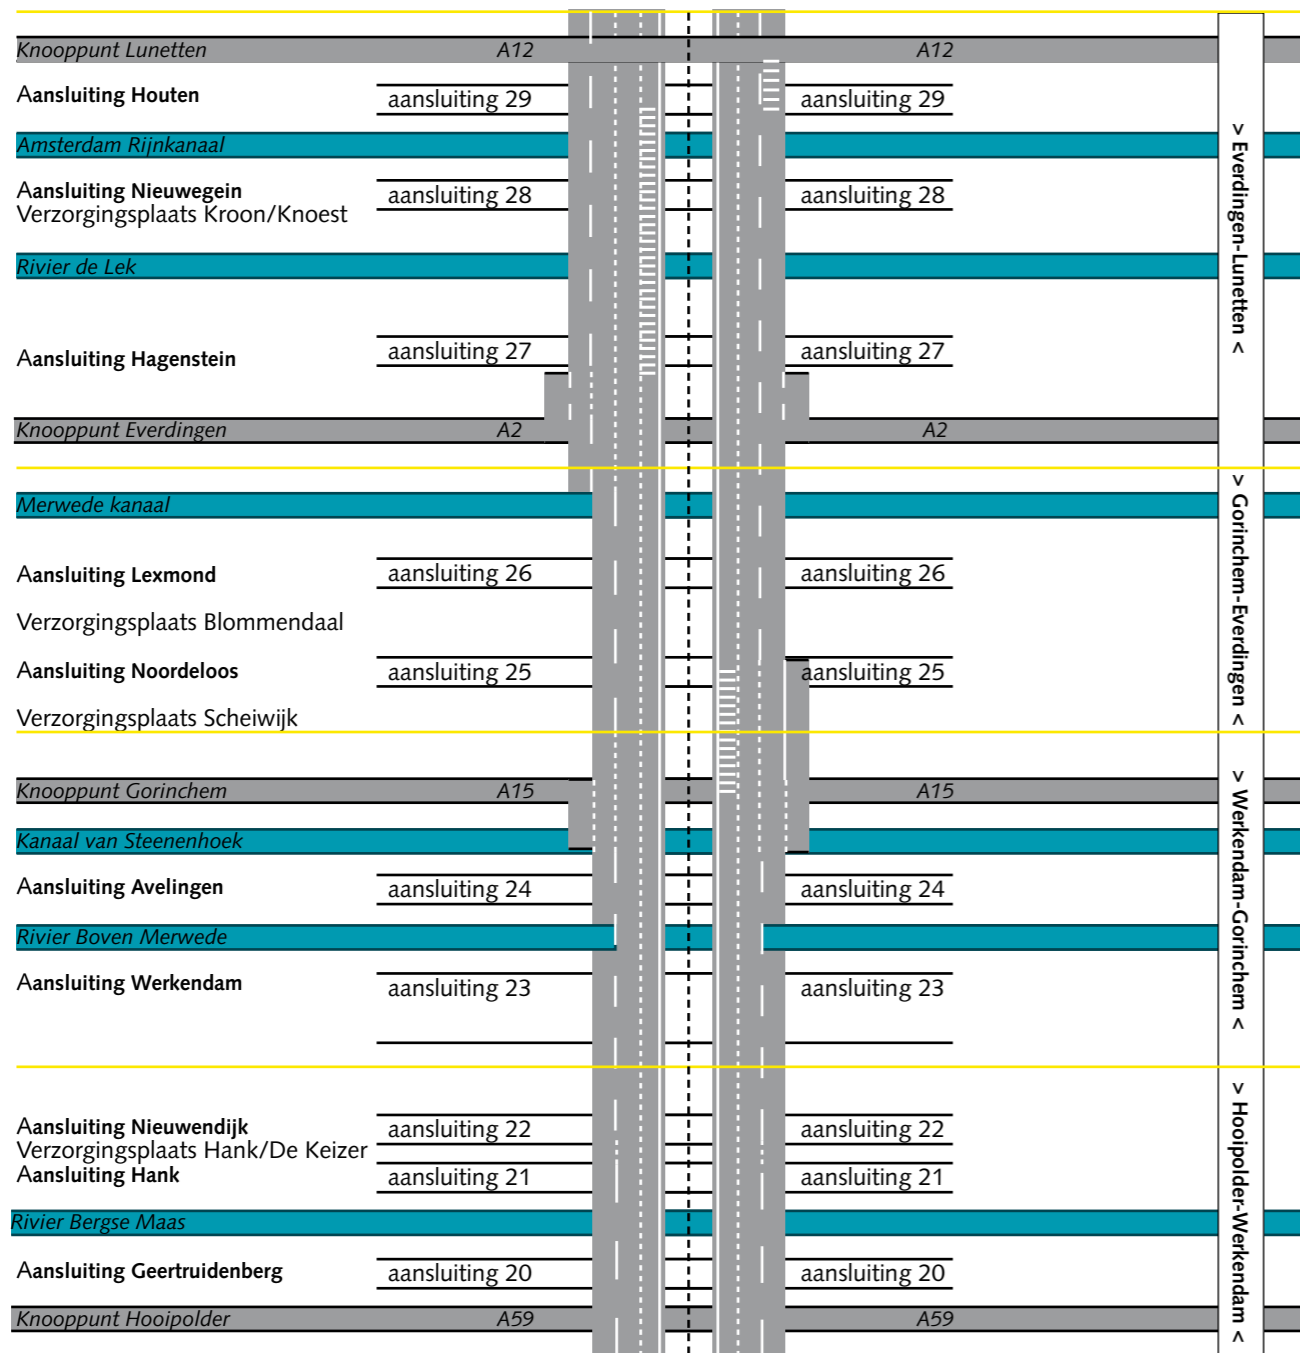 Knooppunt Lunetten A12 A12
Aansluiting Houten aansluiting 29 aansluiting 29
Amsterdam Rijnkanaal
Aansluiting Nieuwegein aansluiting 28 aansluiting 28
Verzorgingsplaats Kroon/Knoest
Rivier de Lek
Aansluiting Hagenstein aansluiting 27 aansluiting 27
Knooppunt Everdingen A2 A2
> Everdingen-Lunetten <
Merwede kanaal
Aansluiting Lexmond aansluiting 26 aansluiting 26
Verzorgingsplaats Blommendaal
Aansluiting Noordeloos aansluiting 25 aansluiting 25
Verzorgingsplaats Scheiwijk
> Gorinchem-Everdingen <
Knooppunt Gorinchem A15 A15
Kanaal van Steenenhoek
Aansluiting Avelingen aansluiting 24 aansluiting 24
Rivier Boven Merwede
Aansluiting Werkendam aansluiting 23 aansluiting 23
> Werkendam-Gorinchem <
Aansluiting Nieuwendijk aansluiting 22 aansluiting 22
Verzorgingsplaats Hank/De Keizer
Aansluiting Hank aansluiting 21 aansluiting 21
Rivier Bergse Maas
Aansluiting Geertruidenberg aansluiting 20 aansluiting 20
Knooppunt Hooipolder A59 A59
> Hooipolder-Werkendam <